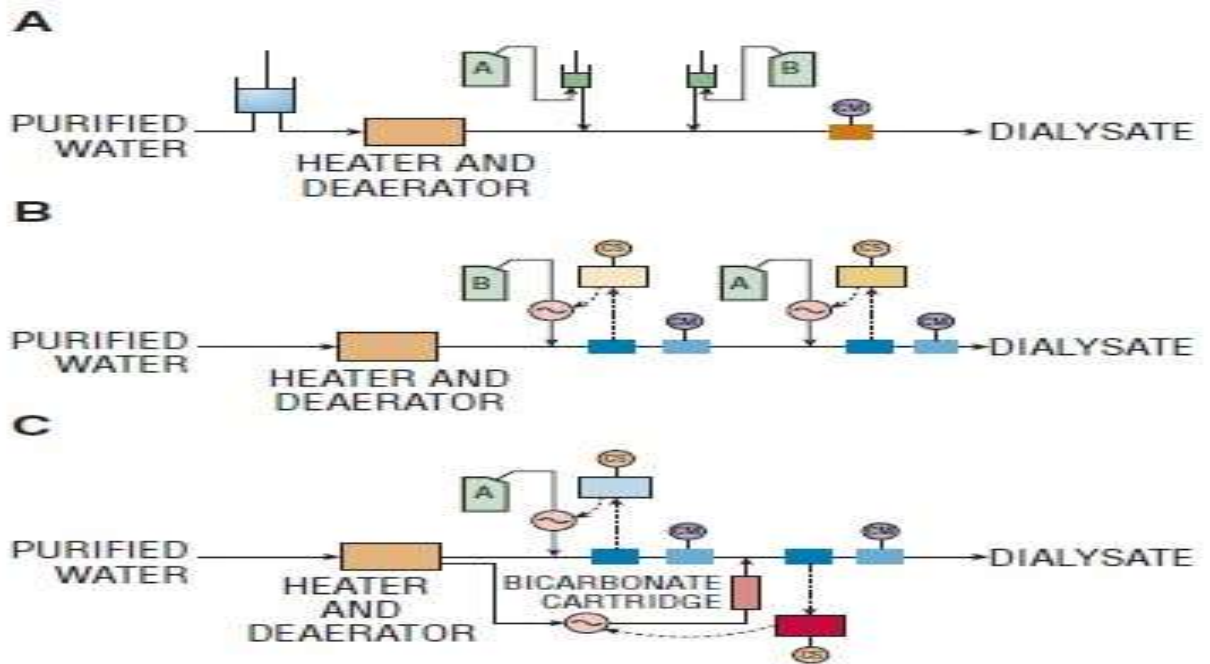 A
A
B
CM
PURIFIED
WATER
DIALYSATE
HEATER AND
DEAERATOR
B
CS
CS
B
A
CM
CM
PURIFIED
WATER
DIALYSATE
HEATER AND
DEAERATOR
C
CS
A
CM
CM
PURIFIED
WATER
DIALYSATE
HEATER
AND
DEAERATOR
BICARBONATE
CARTRIDGE
CS